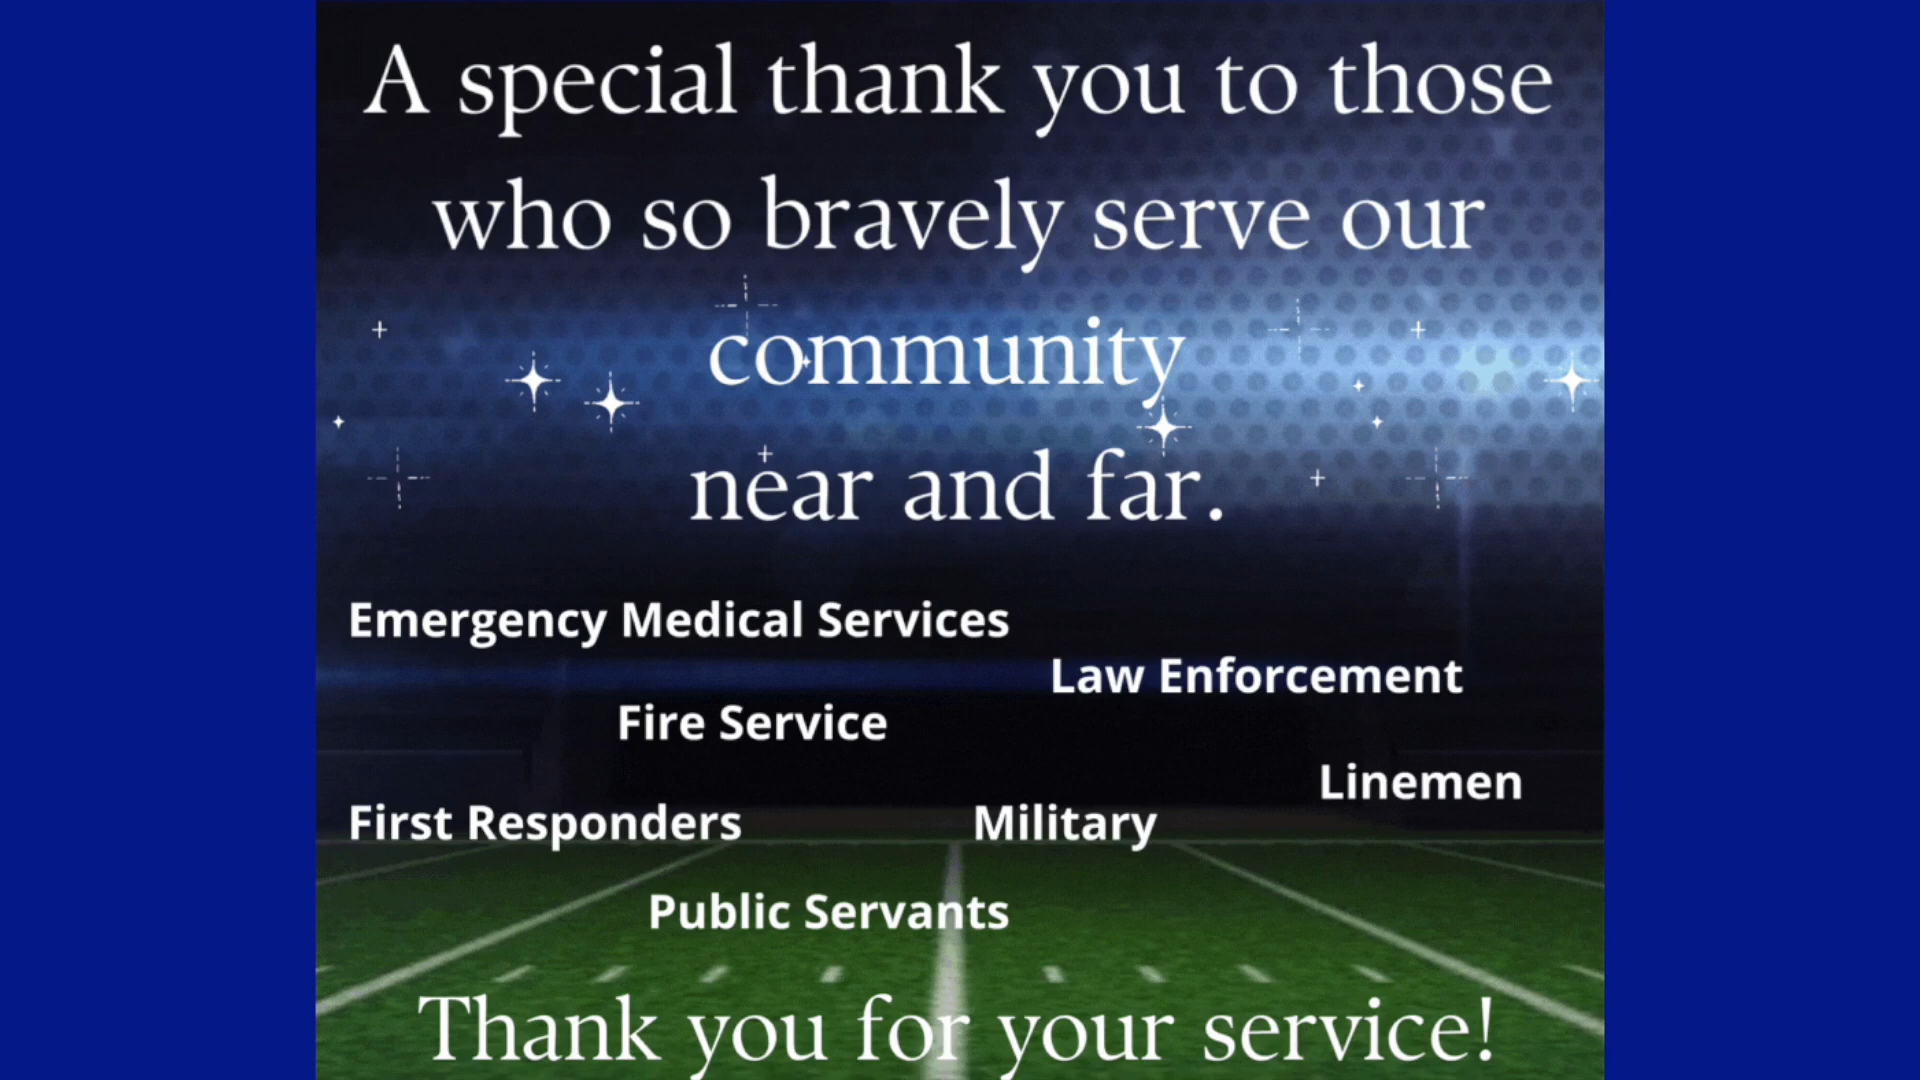 A special thank you to those
who so bravely serve our
community
near and far.
Emergency Medical Services
Law Enforcement
Fire Service
Linemen
First Responders
Military
Public Servants
Thank you for your service!